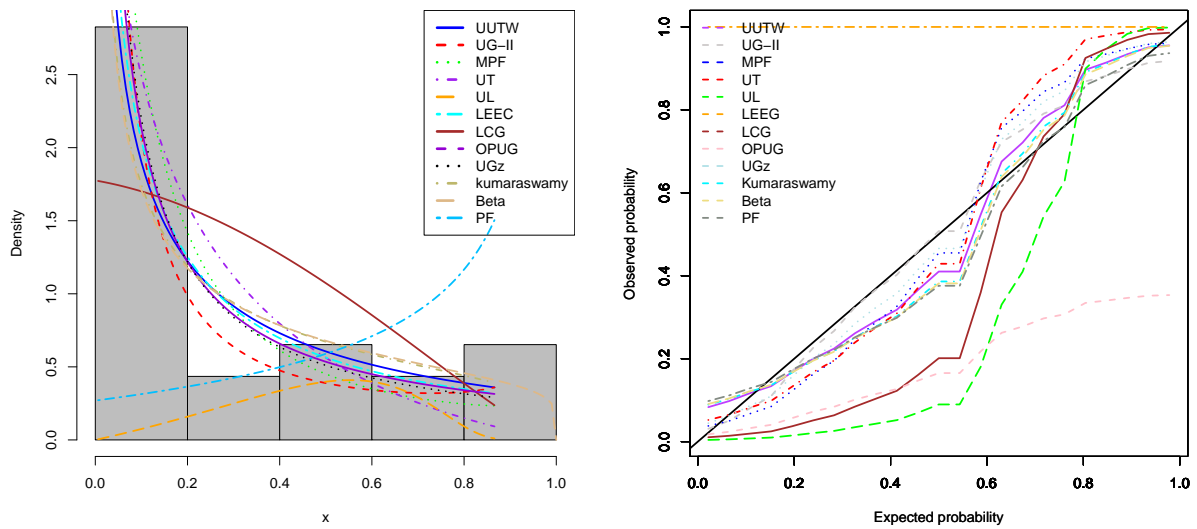 UUTW
UG−II
MPF
UT
UL
LEEC
LCG
OPUG
UGz
kumaraswamy
Beta
PF
Density
2.5
2.0
1.5
1.0
0.5
0.0
0.0 0.2 0.4 0.6 0.8 1.0
x
UUTW
UG−II
MPF
UT
UL
LEEG
LCG
OPUG
UGz
Kumaraswamy
Beta
PF
Observed probability
1.0
0.8
0.6
0.4
0.2
0.0
0.0 0.2 0.4 0.6 0.8 1.0
Expected probability